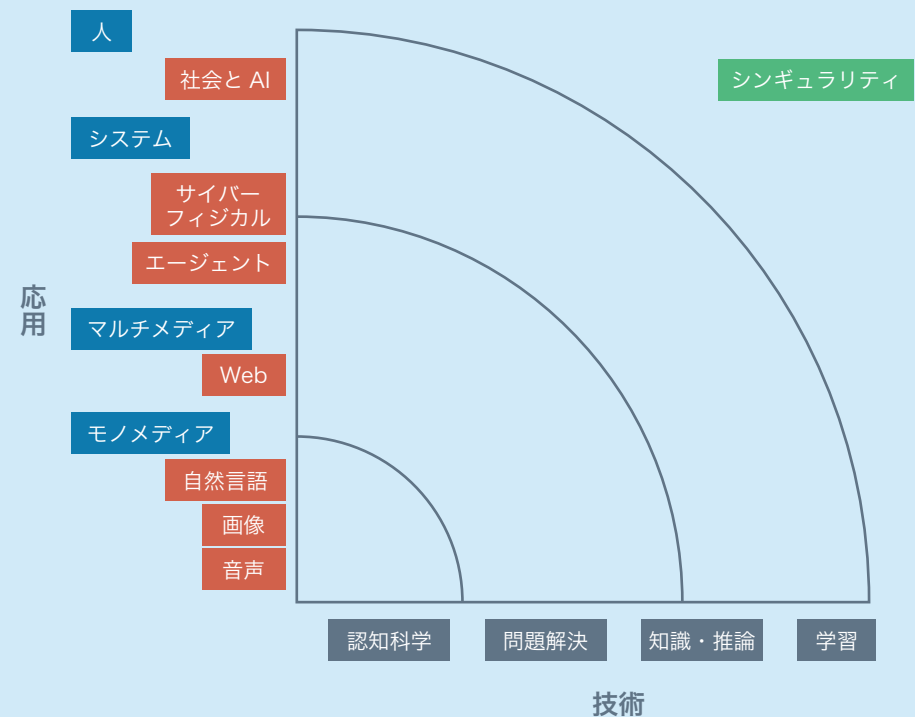 人
社会と AI
シンギュラリティ
システム
サイバー
フィジカル
エージェント
応用
マルチメディア
Web
モノメディア
自然言語
画像
音声
認知科学
問題解決
知識・推論
学習
技術